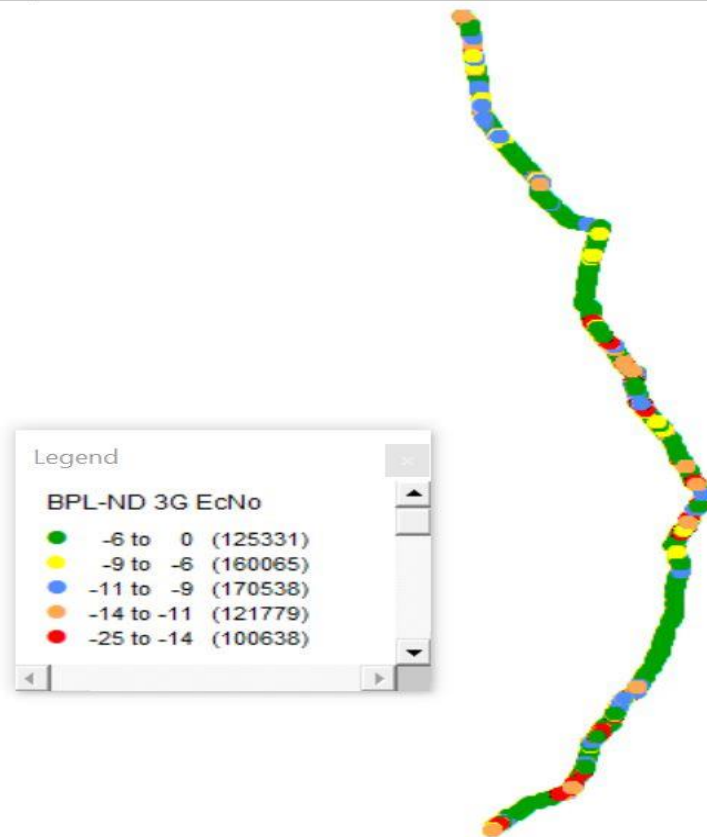 Legend
BPL-ND 3G EcNo
-6 to 0 (125331)
-9 to -6 (160065)
-11 to -9 (170538)
-14 to -11 (121779)
-25 to -14 (100638)